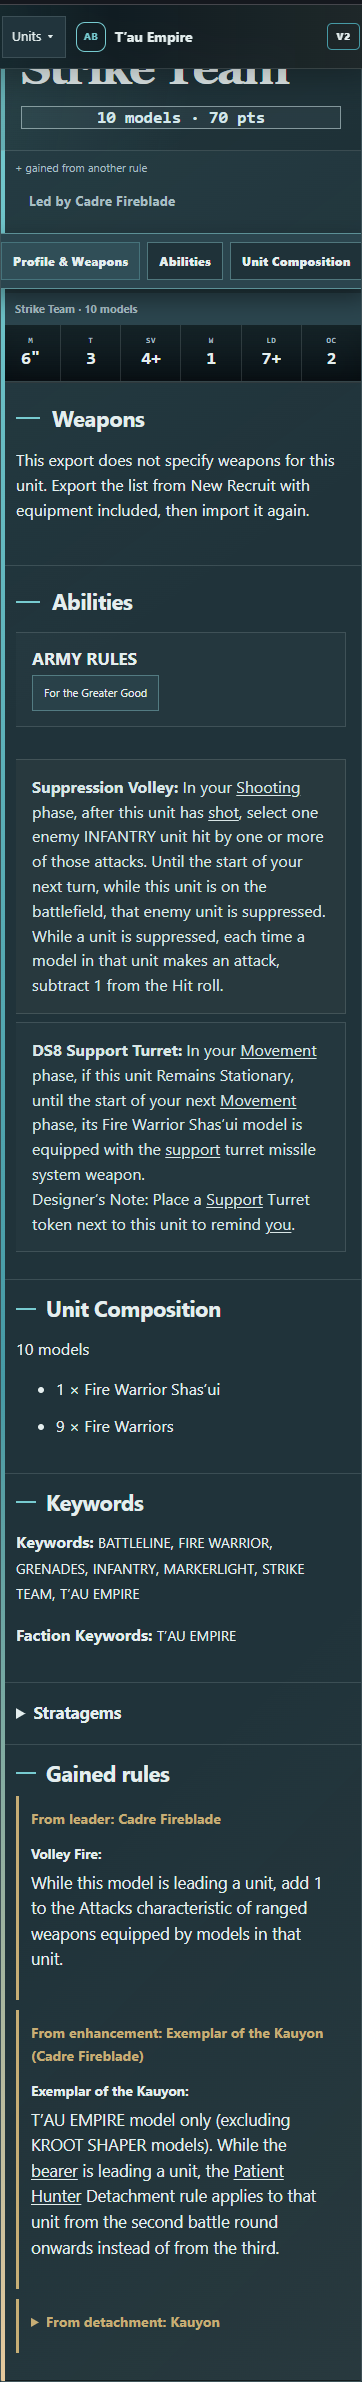 Units
AB
T'au Empire
V2
Strike Team
10 models · 70 pts
+ gained from another rule
Led by Cadre Fireblade
Profile & Weapons
Abilities
Unit Composition
Strike Team · 10 models
M T SV W LD OC
6" 3 4+ 1 7+ 2
Weapons
This export does not specify weapons for this
unit. Export the list from New Recruit with
equipment included, then import it again.
Abilities
ARMY RULES
For the Greater Good
Suppression Volley: In your Shooting
phase, after this unit has shot, select one
enemy INFANTRY unit hit by one or more
of those attacks. Until the start of your
next turn, while this unit is on the
battlefield, that enemy unit is suppressed.
While a unit is suppressed, each time a
model in that unit makes an attack,
subtract 1 from the Hit roll.
DS8 Support Turret: In your Movement
phase, if this unit Remains Stationary,
until the start of your next Movement
phase, its Fire Warrior Shas'ui model is
equipped with the support turret missile
system weapon.
Designer's Note: Place a Support Turret
token next to this unit to remind you.
Unit Composition
10 models
• 1 × Fire Warrior Shas'ui
• 9 × Fire Warriors
Keywords
Keywords: BATTLELINE, FIRE WARRIOR,
GRENADES, INFANTRY, MARKERLIGHT, STRIKE
TEAM, T'AU EMPIRE
Faction Keywords: T'AU EMPIRE
Stratagems
Gained rules
From leader: Cadre Fireblade
Volley Fire:
While this model is leading a unit, add 1
to the Attacks characteristic of ranged
weapons equipped by models in that
unit.
From enhancement: Exemplar of the Kauyon
(Cadre Fireblade)
Exemplar of the Kauyon:
T'AU EMPIRE model only (excluding
KROOT SHAPER models). While the
bearer is leading a unit, the Patient
Hunter Detachment rule applies to that
unit from the second battle round
onwards instead of from the third.
From detachment: Kauyon